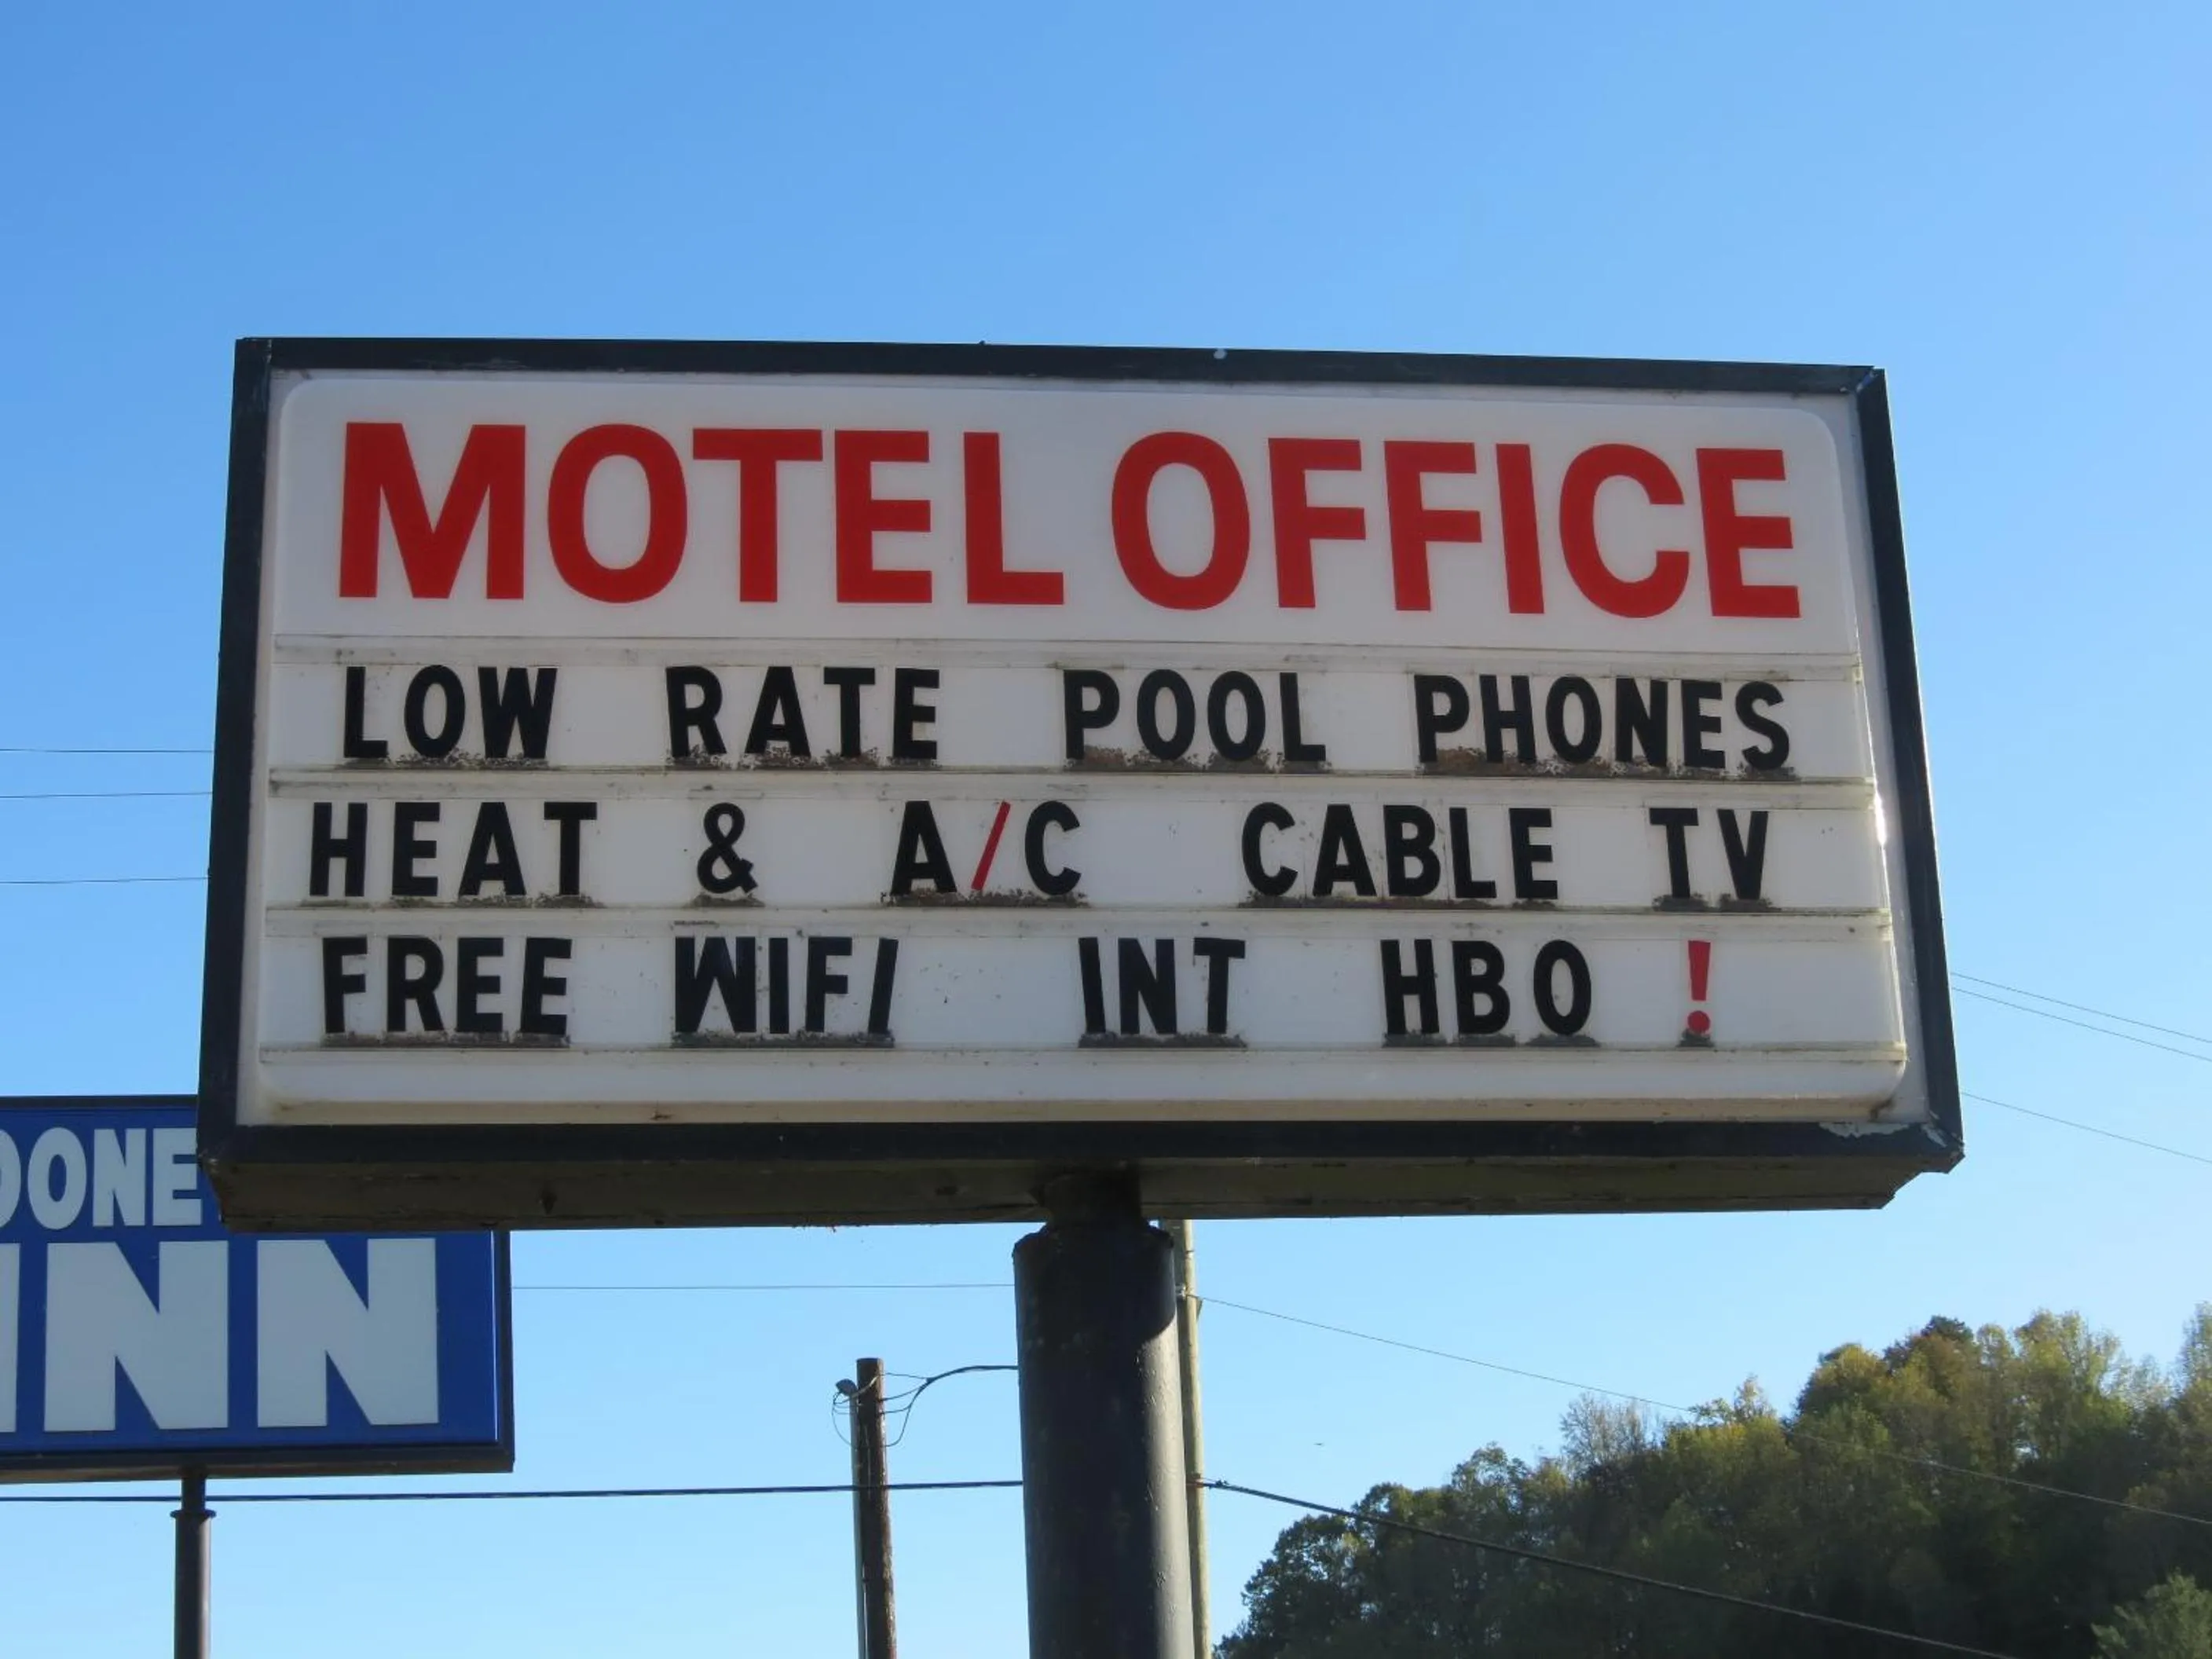 MOTEL OFFICE
LOW RATE POOL PHONES
HEAT & A/C CABLE TV
FREE WIFI INT HBO !
INN